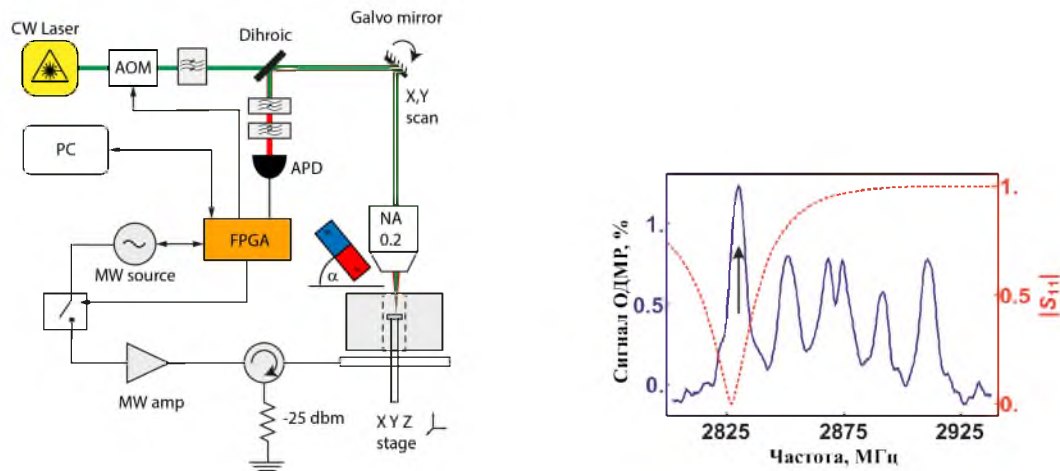 CW Laser
AOM
Dihroic
Galvo mirror
X,Y
scan
PC
APD
FPGA
NA
0.2
α
MW source
MW amp
-25 dbm
X Y Z
stage
Сигнал ОДМР, %
1.
0.5
0.
1.
0.5
0.
|S11|
2825
2875
2925
Частота, МГц